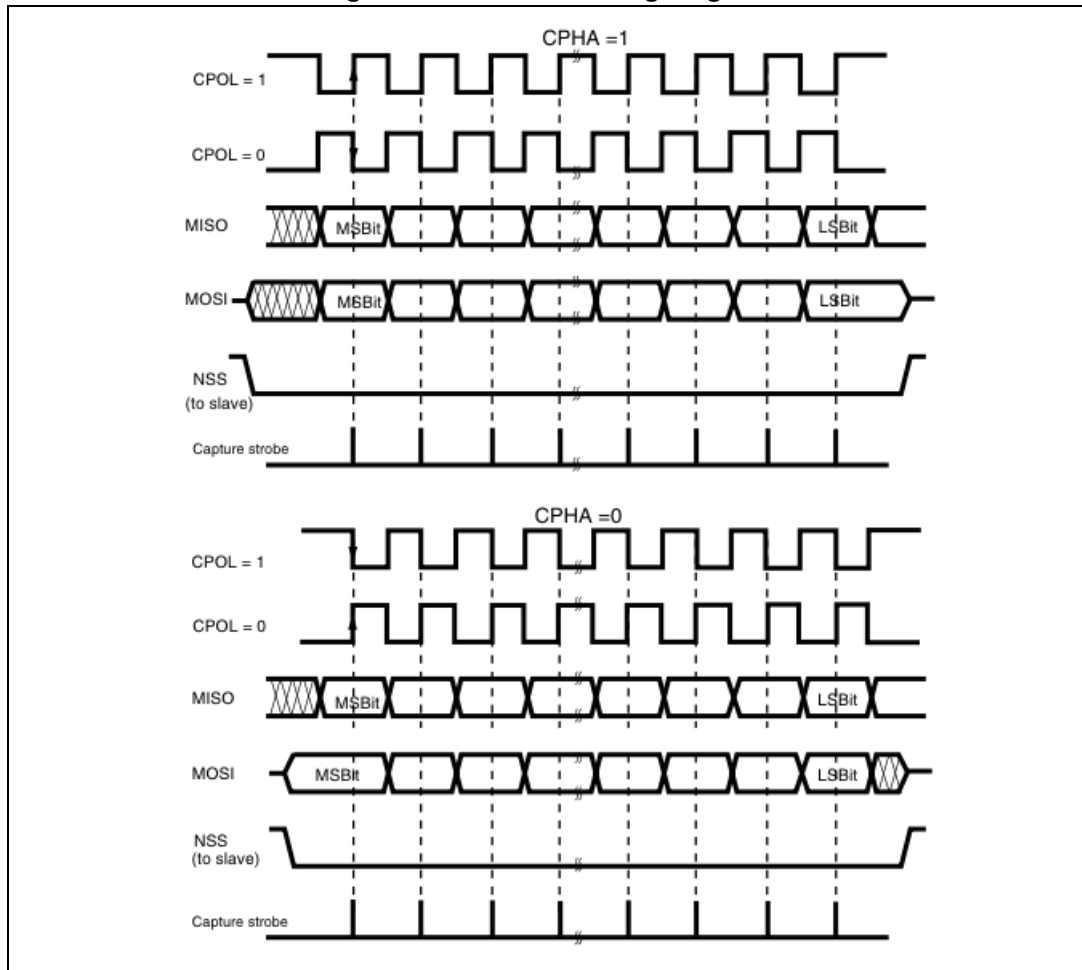 CPHA =1
CPOL = 1
CPOL = 0
MISO MSBit LSBit
MOSI MSBit LSBit
NSS
(to slave)
Capture strobe
CPHA =0
CPOL = 1
CPOL = 0
MISO MSBit LSBit
MOSI MSBit LSBit
NSS
(to slave)
Capture strobe